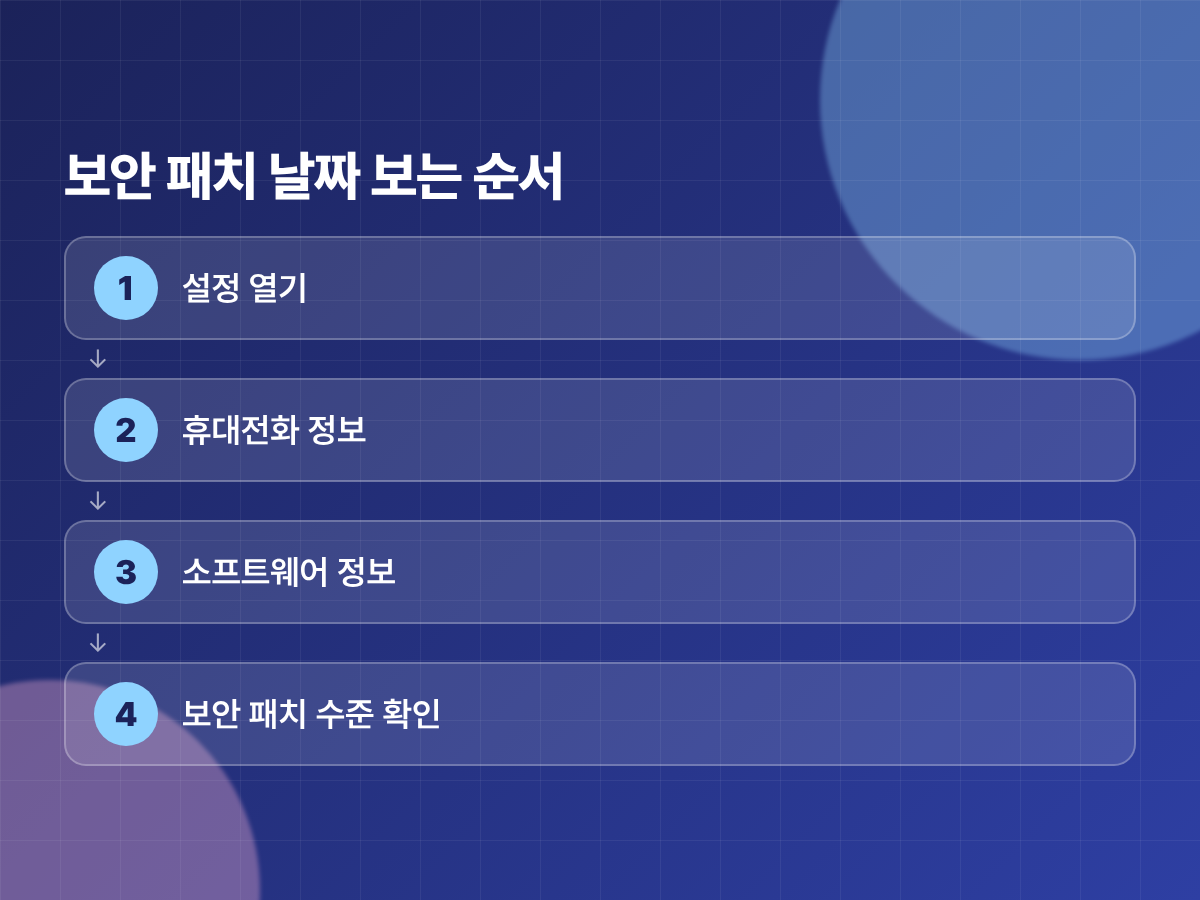 보안 패치 날짜 보는 순서
1 설정 열기
↓
2 휴대전화 정보
↓
3 소프트웨어 정보
↓
4 보안 패치 수준 확인